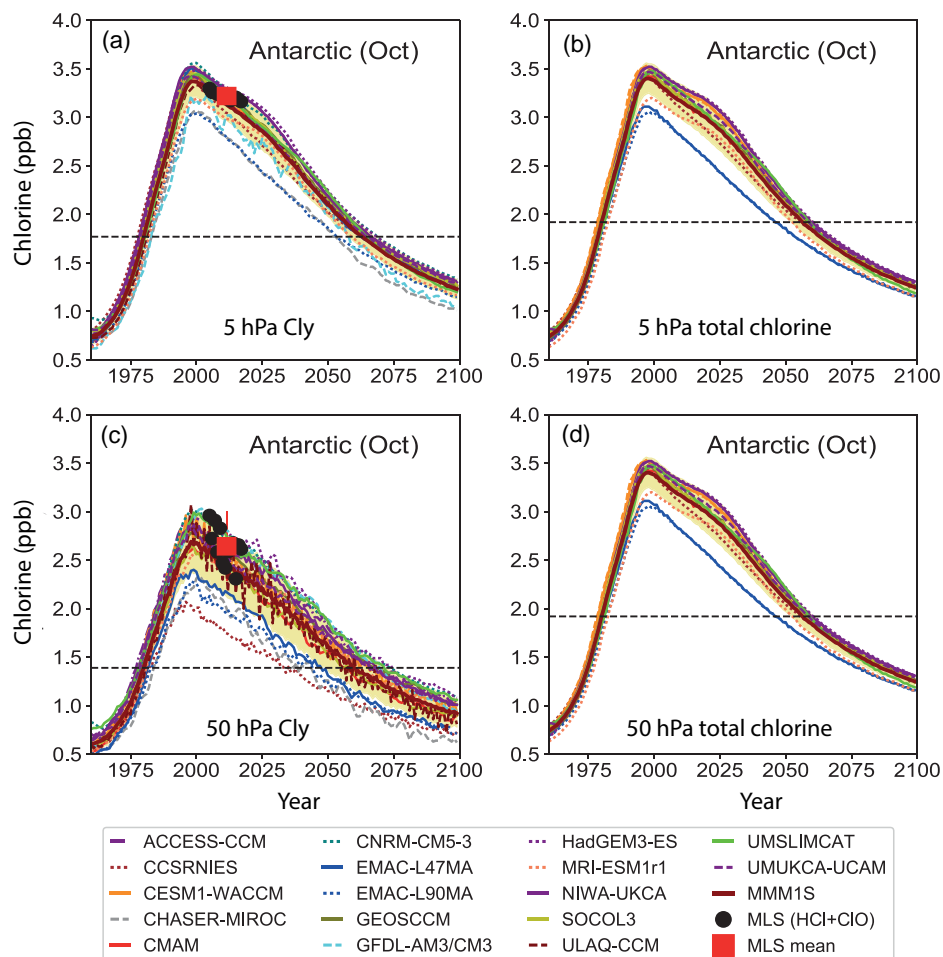 (a)
Antarctic (Oct)
4.0
3.5
3.0
2.5
2.0
1.5
1.0
0.5
Chlorine (ppb)
5 hPa Cly
1975 2000 2025 2050 2075 2100
(b)
Antarctic (Oct)
4.0
3.5
3.0
2.5
2.0
1.5
1.0
0.5
5 hPa total chlorine
1975 2000 2025 2050 2075 2100
(c)
Antarctic (Oct)
4.0
3.5
3.0
2.5
2.0
1.5
1.0
0.5
Chlorine (ppb)
50 hPa Cly
1975 2000 2025 2050 2075 2100
Year
(d)
Antarctic (Oct)
4.0
3.5
3.0
2.5
2.0
1.5
1.0
0.5
50 hPa total chlorine
1975 2000 2025 2050 2075 2100
Year
ACCESS-CCM
CCSRNIES
CESM1-WACCM
CHASER-MIROC
CMAM
CNRM-CM5-3
EMAC-L47MA
EMAC-L90MA
GEOSCCM
GFDL-AM3/CM3
HadGEM3-ES
MRI-ESM1r1
NIWA-UKCA
SOCOL3
ULAQ-CCM
UMSLIMCAT
UMUKCA-UCAM
MMM1S
MLS (HCl+ClO)
MLS mean